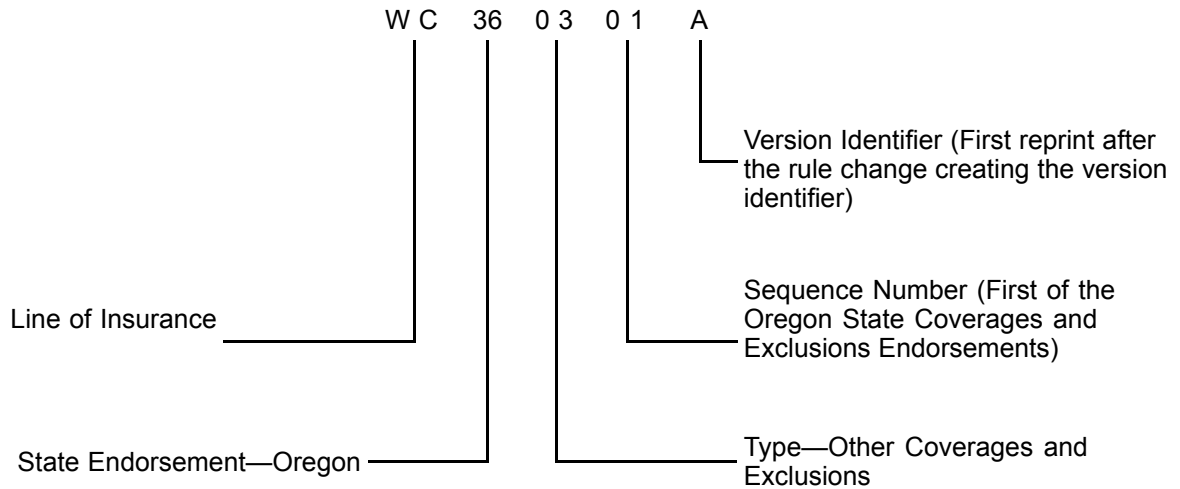 W C 36 0 3 0 1 A
Version Identifier (First reprint after
the rule change creating the version
identifier)
Sequence Number (First of the
Oregon State Coverages and
Exclusions Endorsements)
Line of Insurance
Type—Other Coverages and
Exclusions
State Endorsement—Oregon